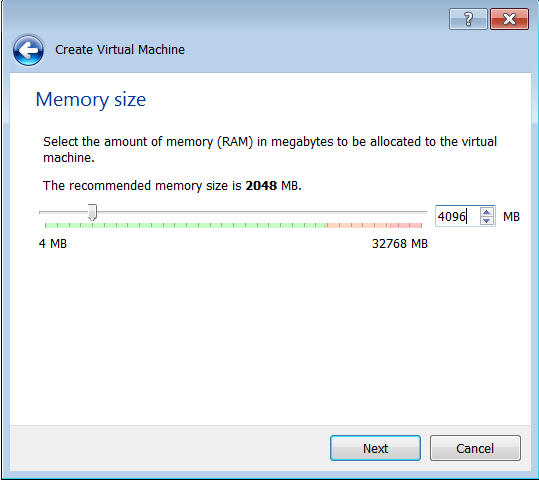 ?
Create Virtual Machine
Memory size
Select the amount of memory (RAM) in megabytes to be allocated to the virtual
machine.
The recommended memory size is 2048 MB.
4096 MB
4 MB 32768 MB
Next Cancel